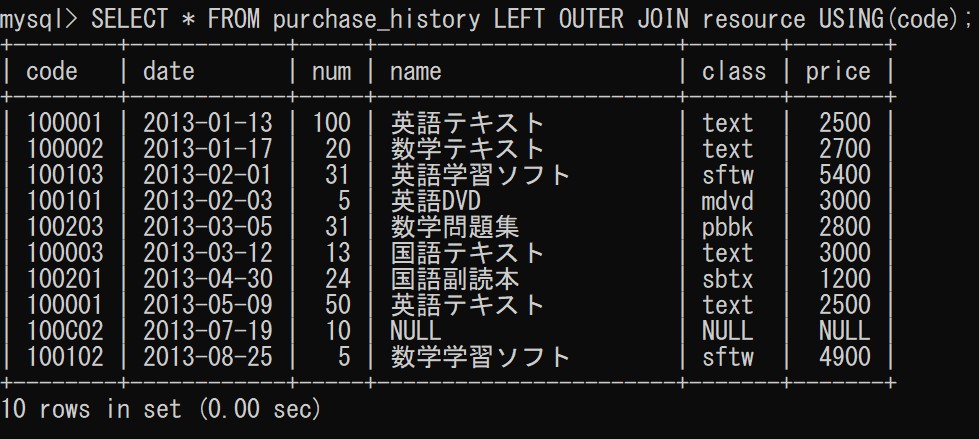 mysql> SELECT * FROM purchase_history LEFT OUTER JOIN resource USING(code);
+--------+------------+-----+-----------------------+-------+-------+
| code   | date       | num | name                  | class | price |
+--------+------------+-----+-----------------------+-------+-------+
| 100001 | 2013-01-13 | 100 | 英語テキスト | text  |  2500 |
| 100002 | 2013-01-17 |  20 | 数学テキスト | text  |  2700 |
| 100103 | 2013-02-01 |  31 | 英語学習ソフト | sftw  |  5400 |
| 100101 | 2013-02-03 |   5 | 英語DVD | mdvd  |  3000 |
| 100203 | 2013-03-05 |  31 | 数学問題集 | pbbk  |  2800 |
| 100003 | 2013-03-12 |  13 | 国語テキスト | text  |  3000 |
| 100201 | 2013-04-30 |  24 | 国語副読本 | sbtx  |  1200 |
| 100001 | 2013-05-09 |  50 | 英語テキスト | text  |  2500 |
| 100C02 | 2013-07-19 |  10 | NULL | NULL  |  NULL |
| 100102 | 2013-08-25 |   5 | 数学学習ソフト | sftw  |  4900 |
+--------+------------+-----+-----------------------+-------+-------+
10 rows in set (0.00 sec)